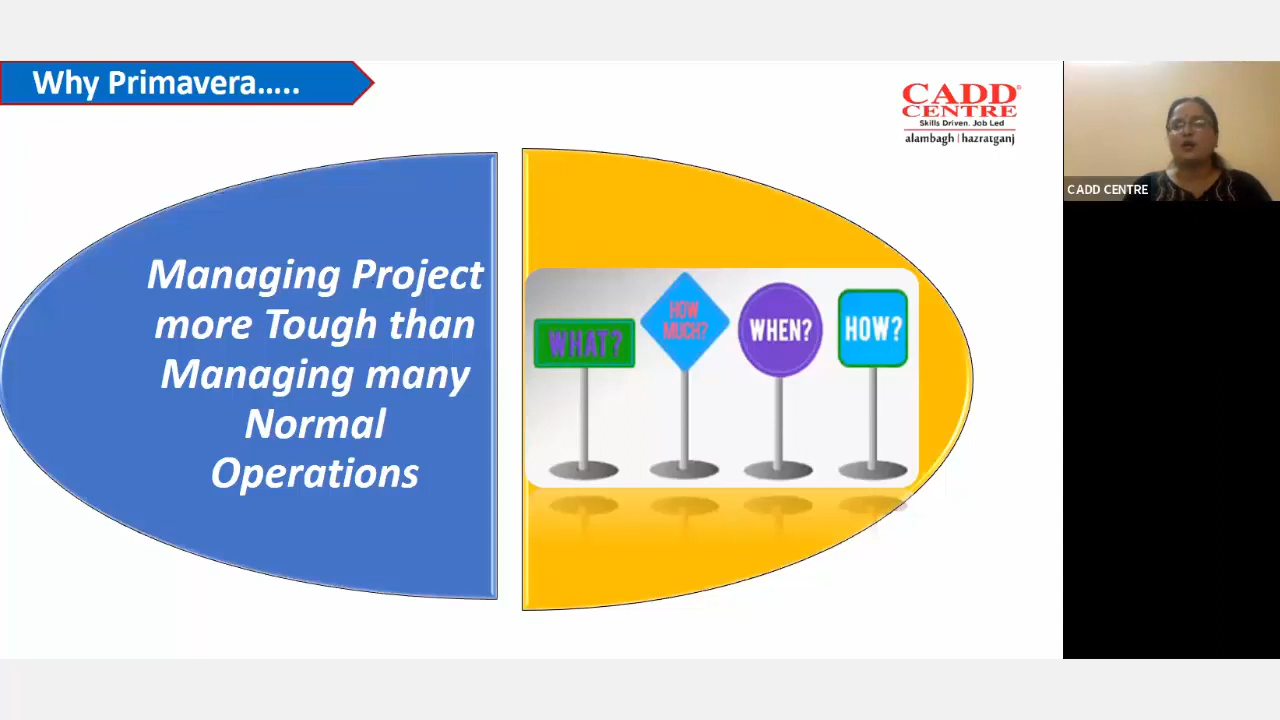 Why Primavera.....
CADD
CENTRE
Skills Driven. Job Led
alambagh | hazratganj
Managing Project
more Tough than
Managing many
Normal
Operations
WHAT?
HOW
MUCH?
WHEN?
HOW?
CADD CENTRE